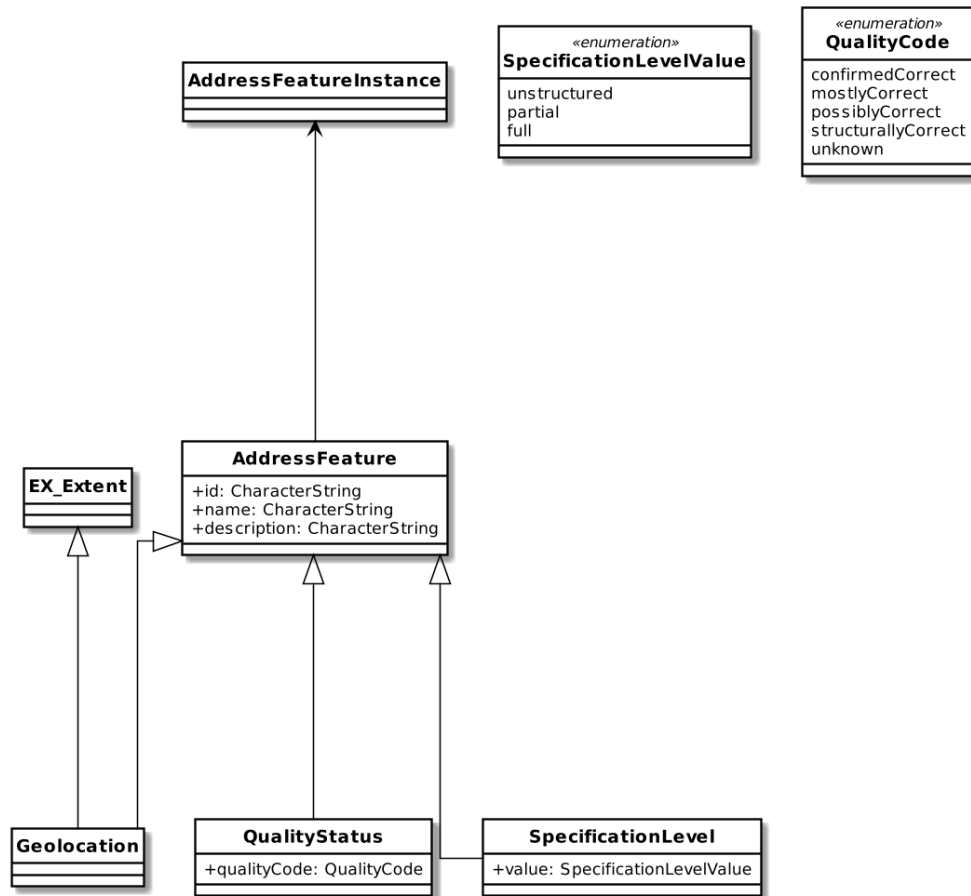 «enumeration»
QualityCode
confirmedCorrect
mostlyCorrect
possiblyCorrect
structurallyCorrect
unknown
«enumeration»
SpecificationLevelValue
unstructured
partial
full
AddressFeatureInstance
AddressFeature
+id: CharacterString
+name: CharacterString
+description: CharacterString
EX_Extent
Geolocation
QualityStatus
+qualityCode: QualityCode
SpecificationLevel
+value: SpecificationLevelValue